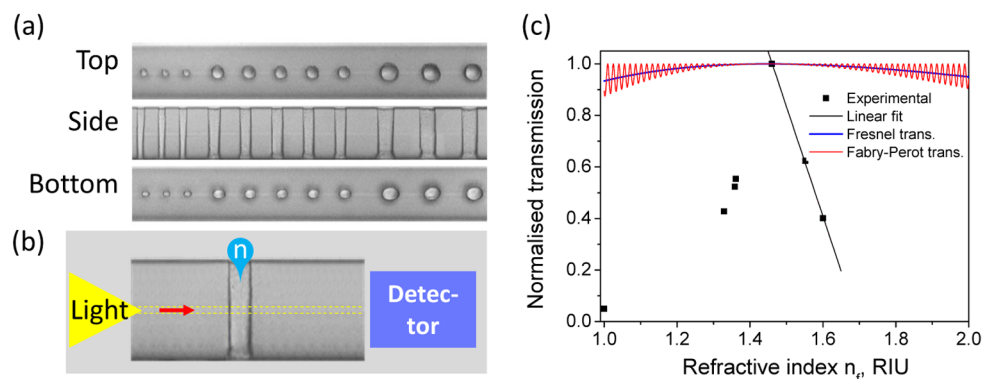 (a)
Top
Side
Bottom
(b)
n
Light
Detec-
tor
(c)
Normalised transmission
1.0
0.8
0.6
0.4
0.2
0.0
Experimental
Linear fit
Fresnel trans.
Fabry-Perot trans.
1.0 1.2 1.4 1.6 1.8 2.0
Refractive index nf, RIU